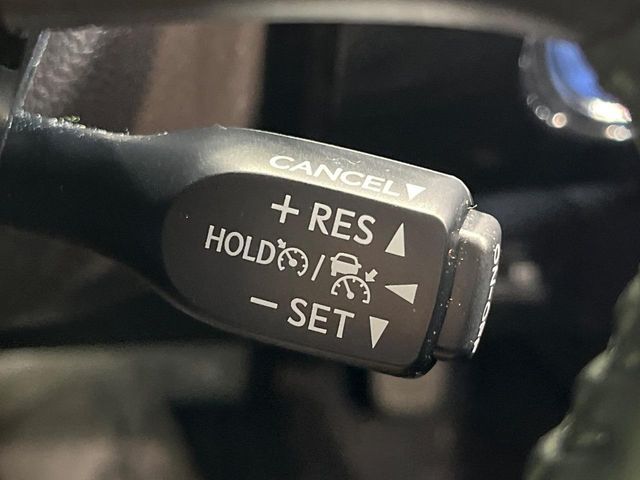 CANCEL▼
+ RES ▲
HOLD / ◀
− SET ▼